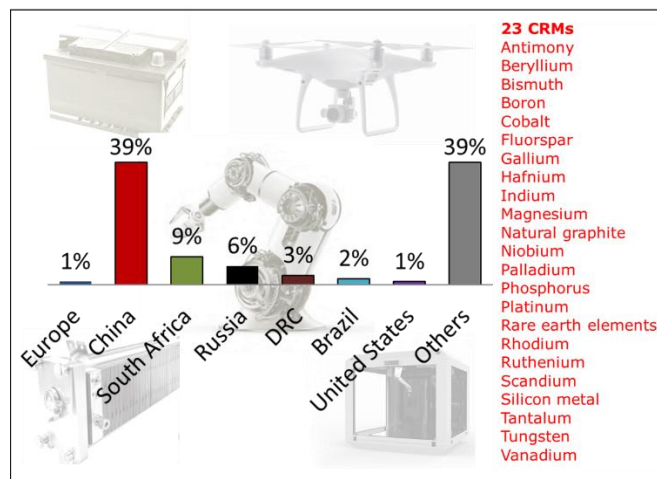 23 CRMs
Antimony
Beryllium
Bismuth
Boron
Cobalt
Fluorspar
Gallium
Hafnium
Indium
Magnesium
Natural graphite
Niobium
Palladium
Phosphorus
Platinum
Rare earth elements
Rhodium
Ruthenium
Scandium
Silicon metal
Tantalum
Tungsten
Vanadium
1%
39%
9%
6%
3%
2%
1%
39%
Europe
China
South Africa
Russia
DRC
Brazil
United States
Others